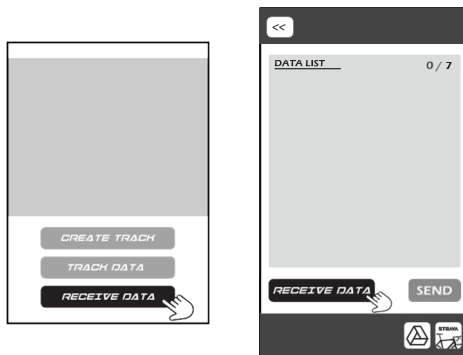 CREATE TRACK
TRACK DATA
RECEIVE DATA
<<
DATA LIST 0 / 7
RECEIVE DATA SEND
STRAVA